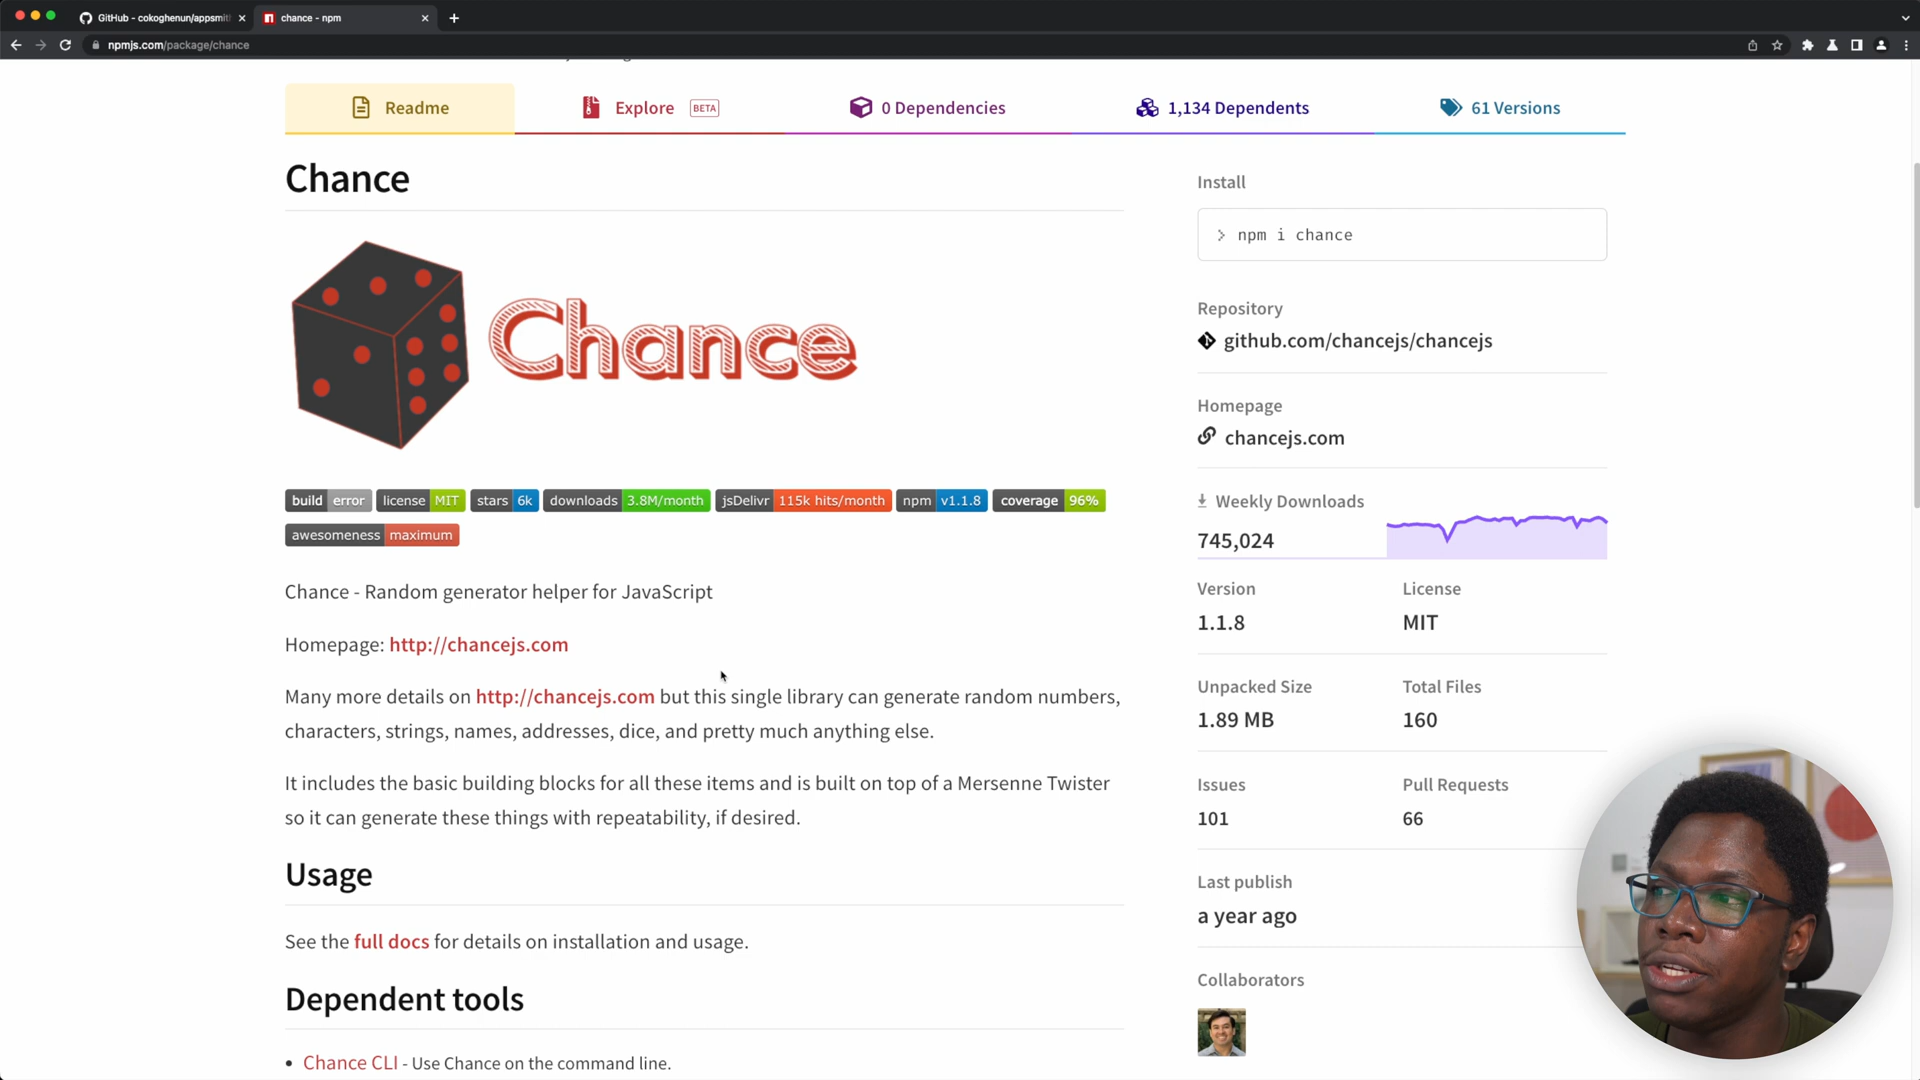 GitHub - cokoghenun/appsmit
chance - npm
npmjs.com/package/chance
Readme
Explore BETA
0 Dependencies
1,134 Dependents
61 Versions
Chance
Chance
build error license MIT stars 6k downloads 3.8M/month jsDelivr 115k hits/month npm v1.1.8 coverage 96%
awesomeness maximum
Chance - Random generator helper for JavaScript
Homepage: http://chancejs.com
Many more details on http://chancejs.com but this single library can generate random numbers,
characters, strings, names, addresses, dice, and pretty much anything else.
It includes the basic building blocks for all these items and is built on top of a Mersenne Twister
so it can generate these things with repeatability, if desired.
Usage
See the full docs for details on installation and usage.
Dependent tools
• Chance CLI - Use Chance on the command line.
Install
> npm i chance
Repository
github.com/chancejs/chancejs
Homepage
chancejs.com
Weekly Downloads
745,024
Version License
1.1.8 MIT
Unpacked Size Total Files
1.89 MB 160
Issues Pull Requests
101 66
Last publish
a year ago
Collaborators